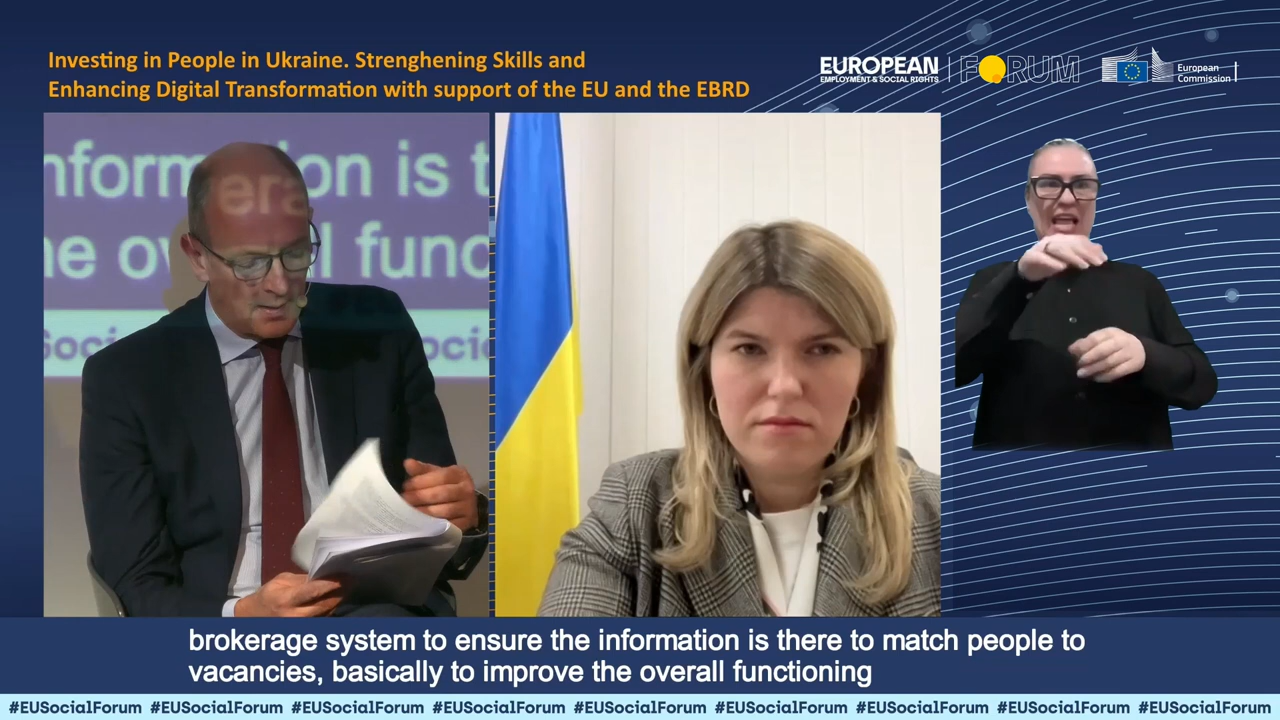 Investing in People in Ukraine. Strenghening Skills and
Enhancing Digital Transformation with support of the EU and the EBRD
EUROPEAN
EMPLOYMENT & SOCIAL RIGHTS
FORUM
European
Commission
is t
func
brokerage system to ensure the information is there to match people to
vacancies, basically to improve the overall functioning
#EUSocialForum #EUSocialForum #EUSocialForum #EUSocialForum #EUSocialForum #EUSocialForum #EUSocialForum #EUSocialForum #EUSocialForum